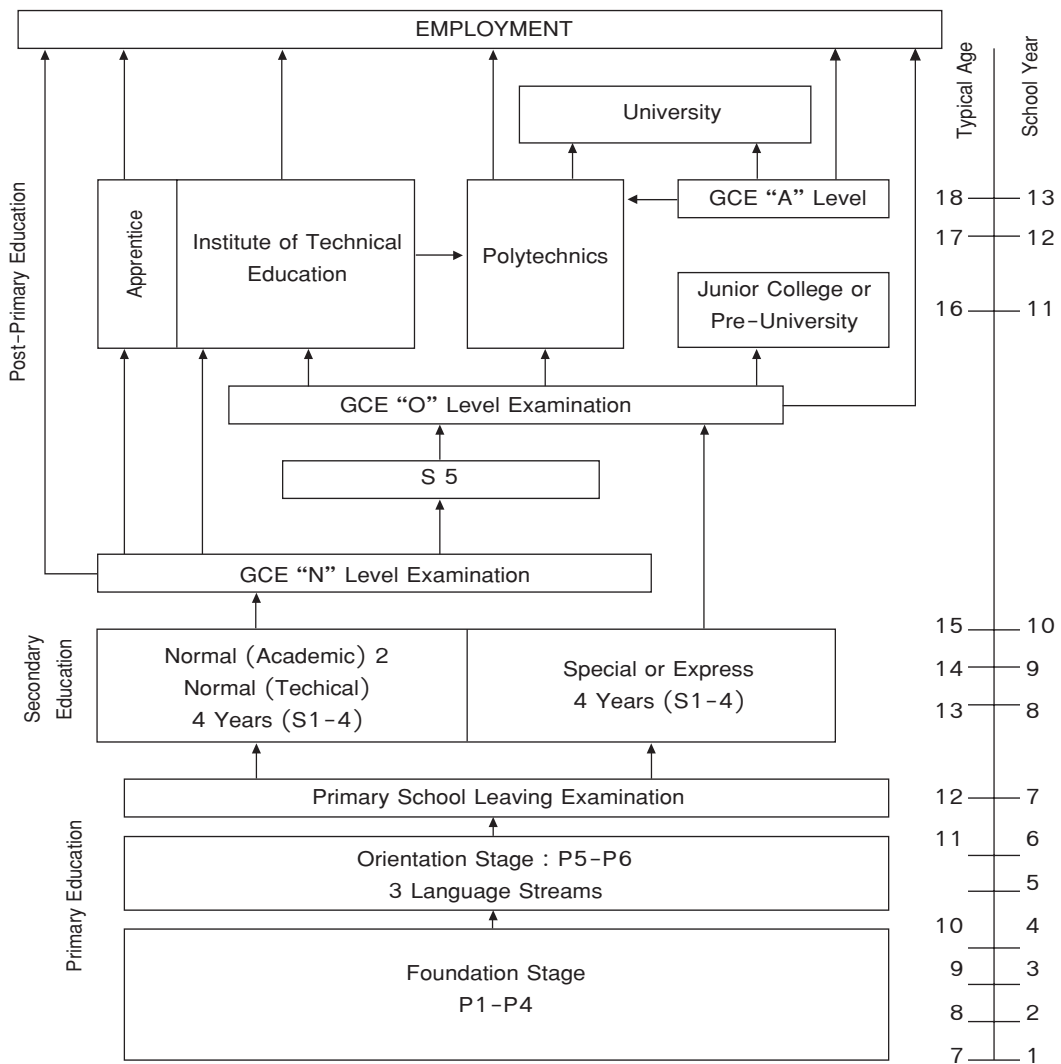 EMPLOYMENT
Typical Age
School Year
University
Post-Primary Education
Apprentice
Institute of Technical
Education
Polytechnics
GCE “A” Level
18
13
17
12
Junior College or
Pre-University
16
11
GCE “O” Level Examination
S 5
GCE “N” Level Examination
Secondary
Education
Normal (Academic) 2
Normal (Techical)
4 Years (S1-4)
Special or Express
4 Years (S1-4)
15
10
14
9
13
8
Primary School Leaving Examination
12
7
Primary Education
Orientation Stage : P5-P6
3 Language Streams
11
6
5
10
4
Foundation Stage
P1-P4
9
3
8
2
7
1